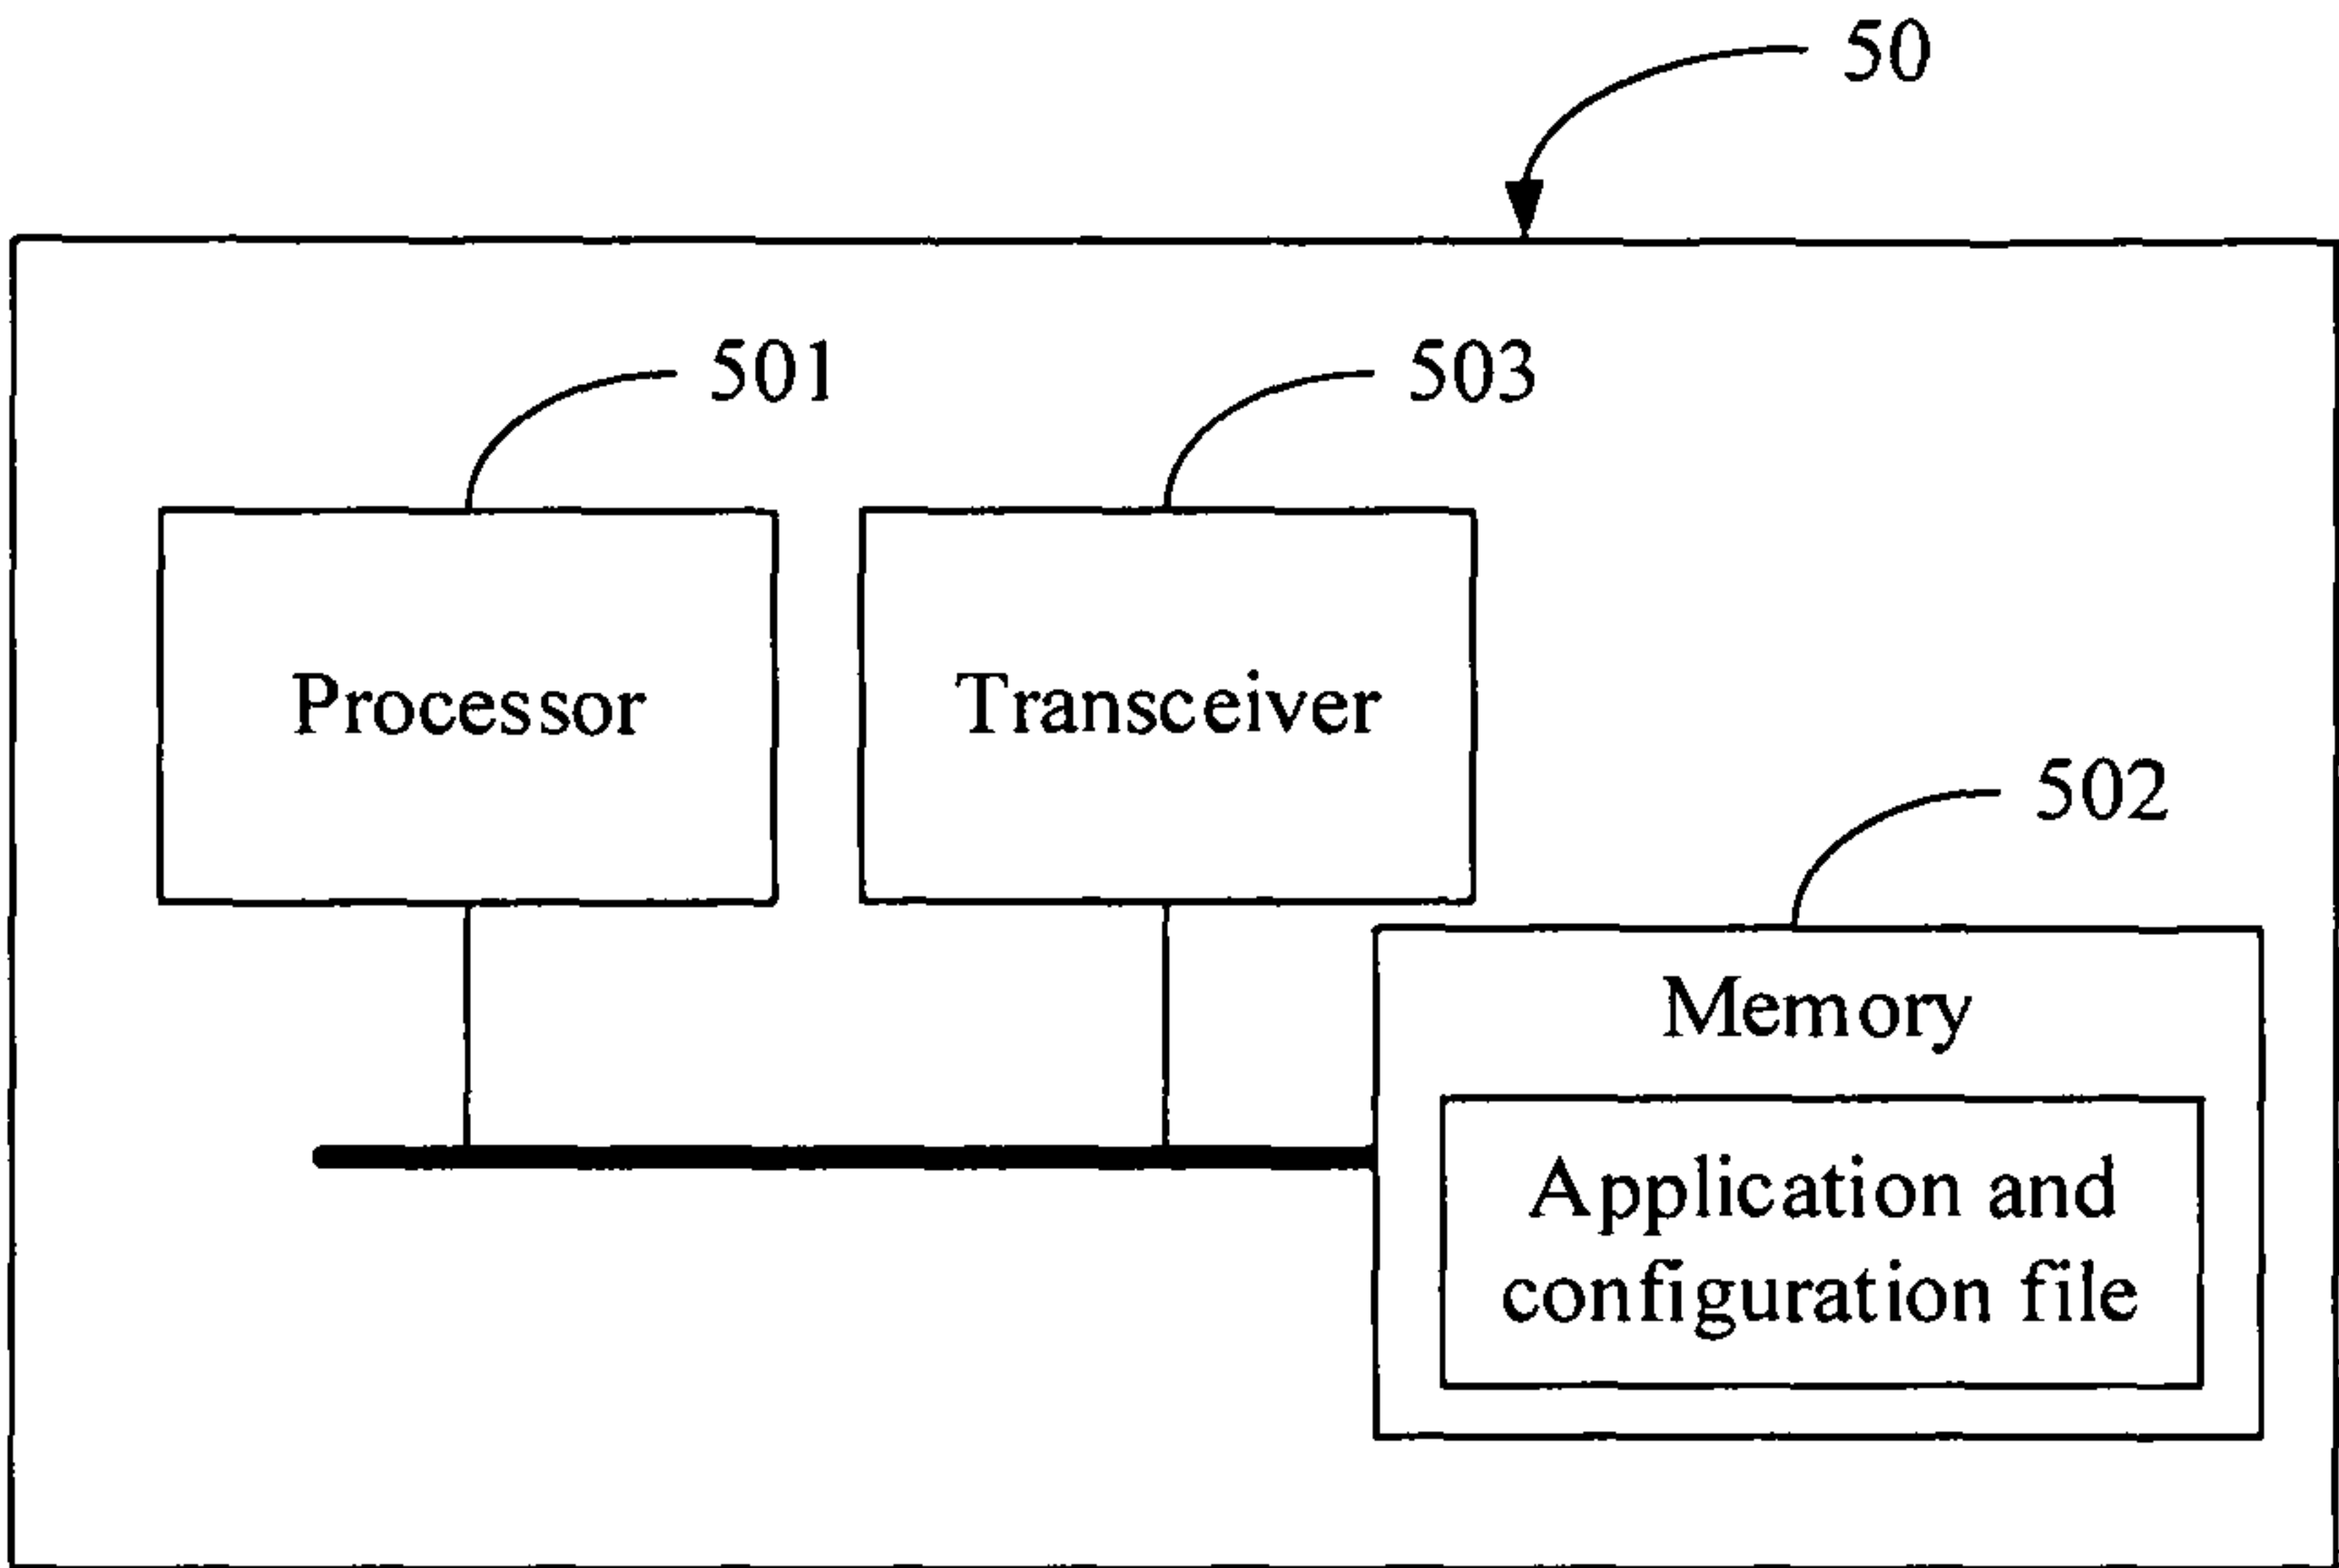 50
501
503
Processor
Transceiver
502
Memory
Application and
configuration file